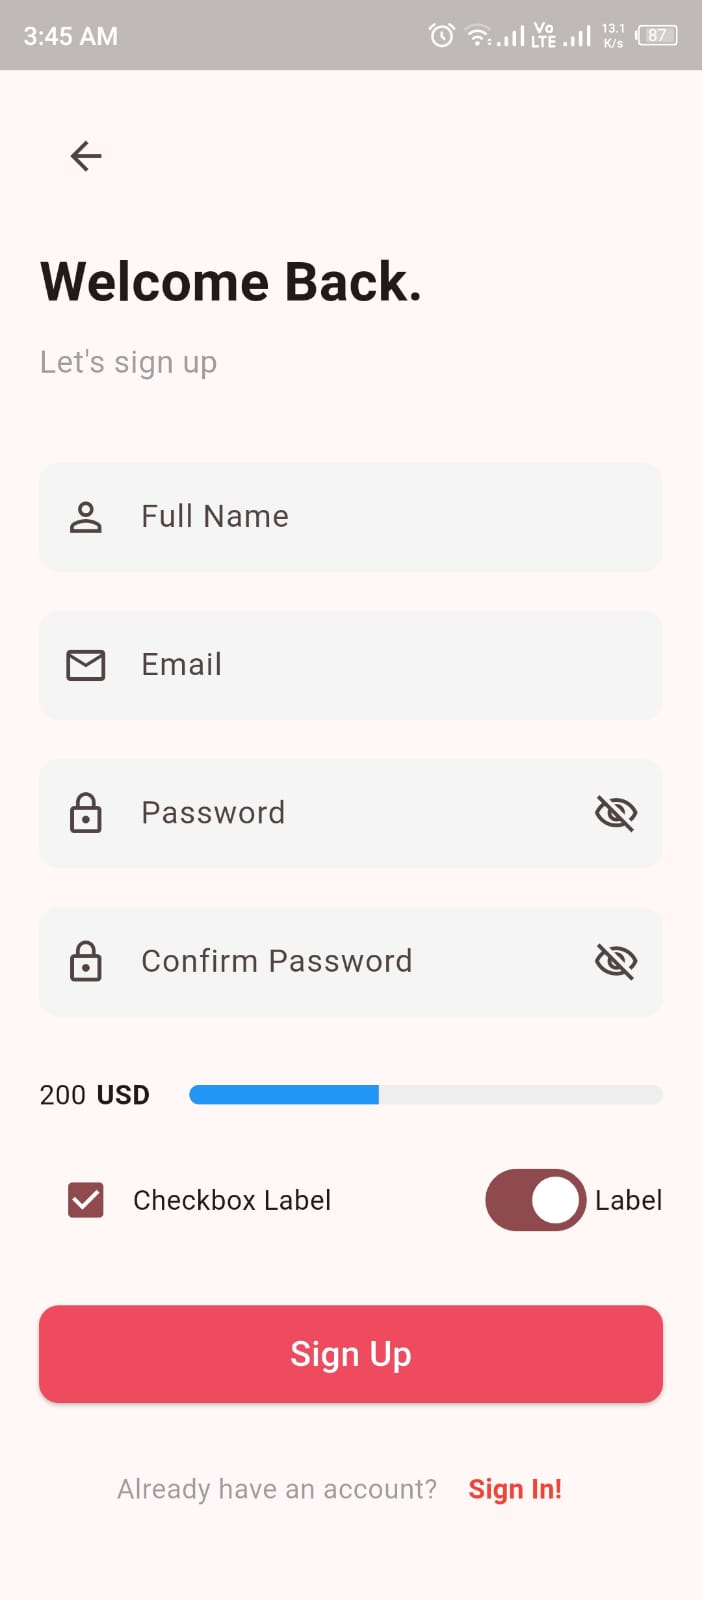 3:45 AM Vo LTE 13.1 K/s 87
Welcome Back.
Let's sign up
Full Name
Email
Password
Confirm Password
200 USD
Checkbox Label Label
Sign Up
Already have an account? Sign In!